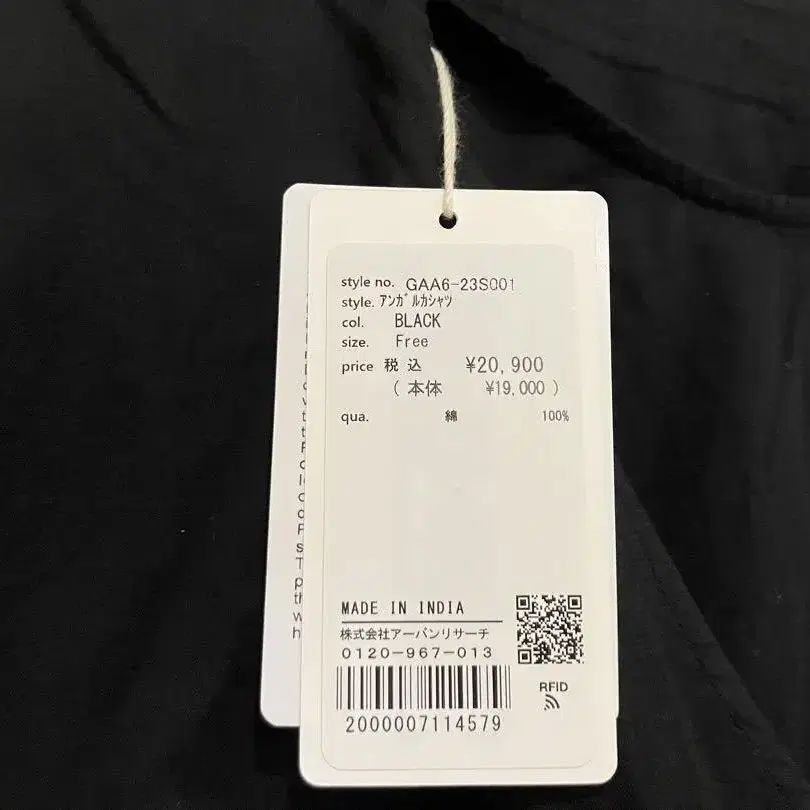 style no. GAA6-23S001
style. ｱﾝｶﾞﾙｶｼｬﾂ
col. BLACK
size. Free
price 税込 ¥20,900
( 本体 ¥19,000 )
qua. 綿 100%
MADE IN INDIA
株式会社アーバンリサーチ
0120-967-013
RFID
2000007114579